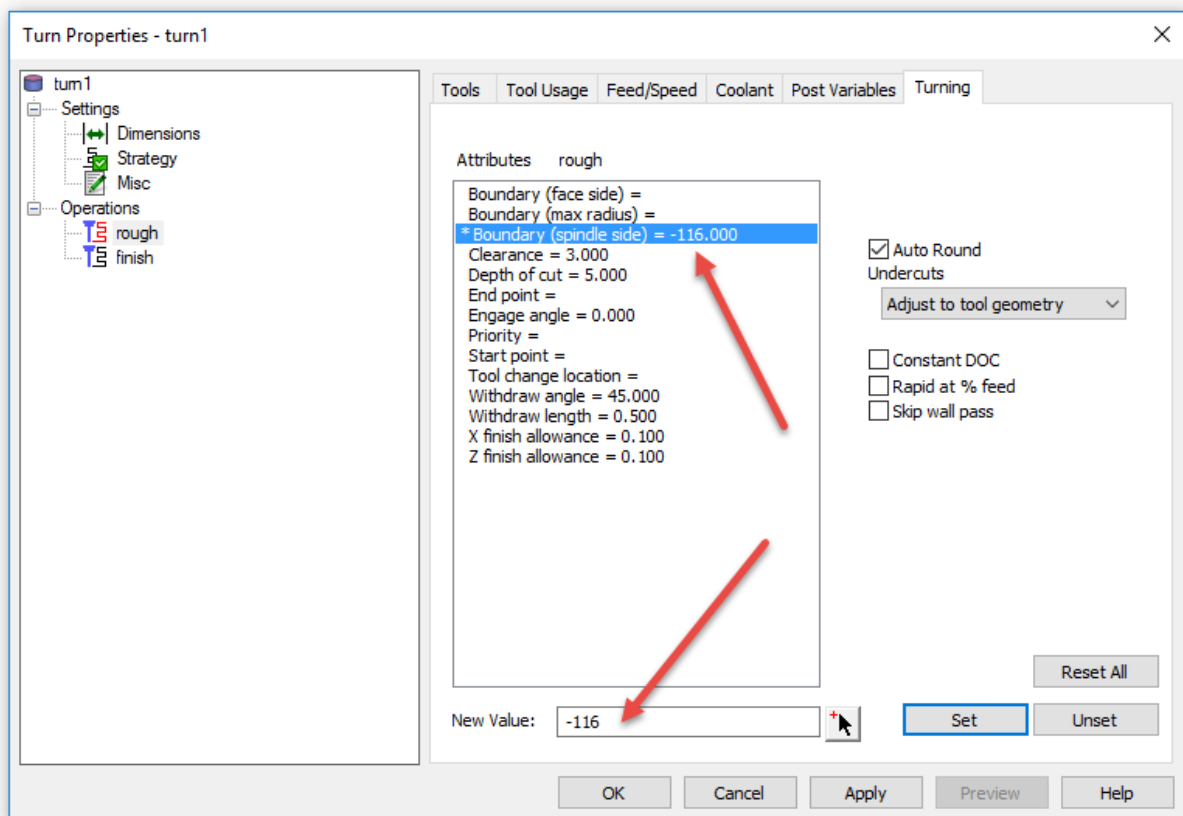 Turn Properties - turn1
turn1
Settings
Dimensions
Strategy
Misc
Operations
rough
finish
Tools Tool Usage Feed/Speed Coolant Post Variables Turning
Attributes rough
Boundary (face side) =
Boundary (max radius) =
* Boundary (spindle side) = -116.000
Clearance = 3.000
Depth of cut = 5.000
End point =
Engage angle = 0.000
Priority =
Start point =
Tool change location =
Withdraw angle = 45.000
Withdraw length = 0.500
X finish allowance = 0.100
Z finish allowance = 0.100
Auto Round
Undercuts
Adjust to tool geometry
Constant DOC
Rapid at % feed
Skip wall pass
Reset All
New Value: -116 Set Unset
OK Cancel Apply Preview Help